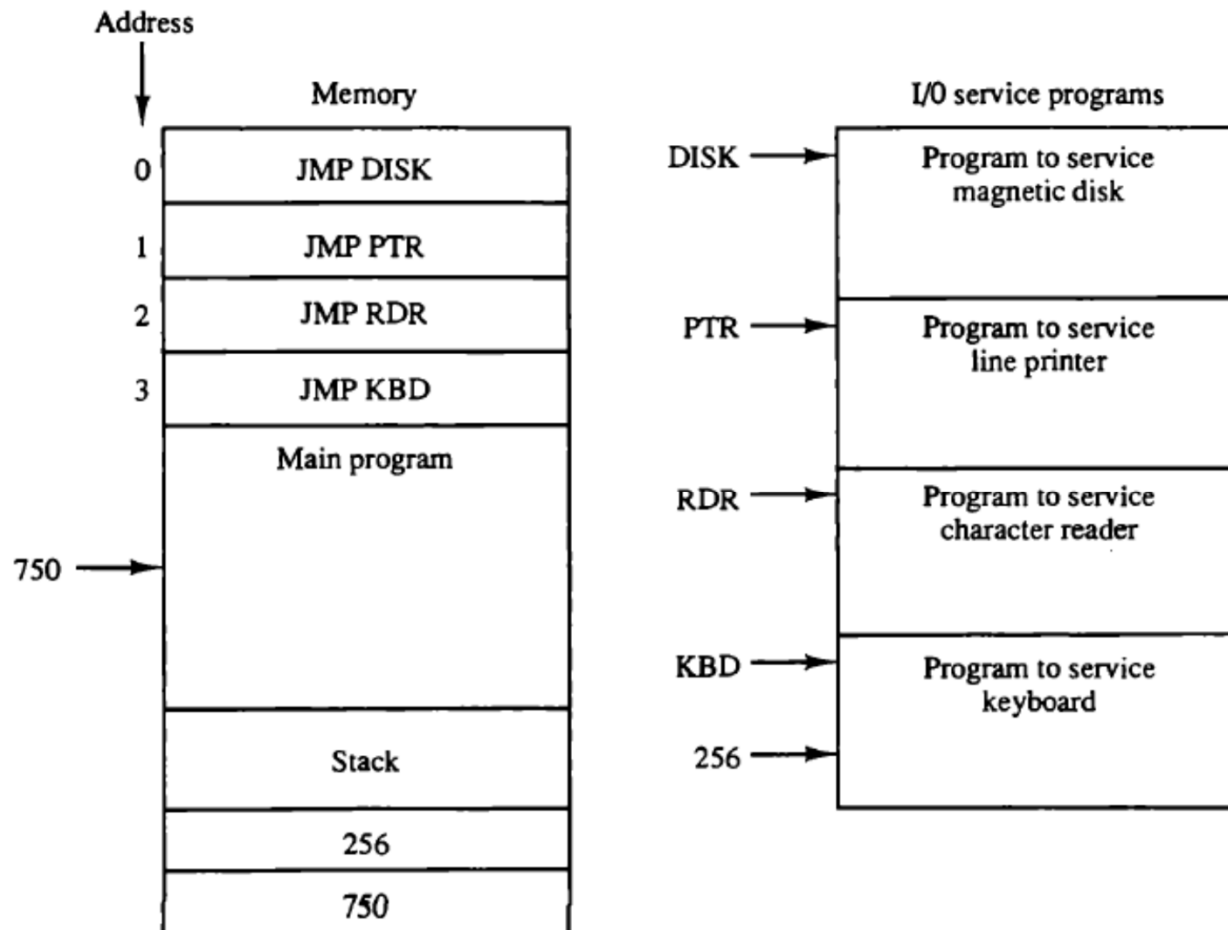 Address
Memory
0
JMP DISK
1
JMP PTR
2
JMP RDR
3
JMP KBD
Main program
750
Stack
256
750
I/0 service programs
DISK
Program to service
magnetic disk
PTR
Program to service
line printer
RDR
Program to service
character reader
KBD
Program to service
keyboard
256